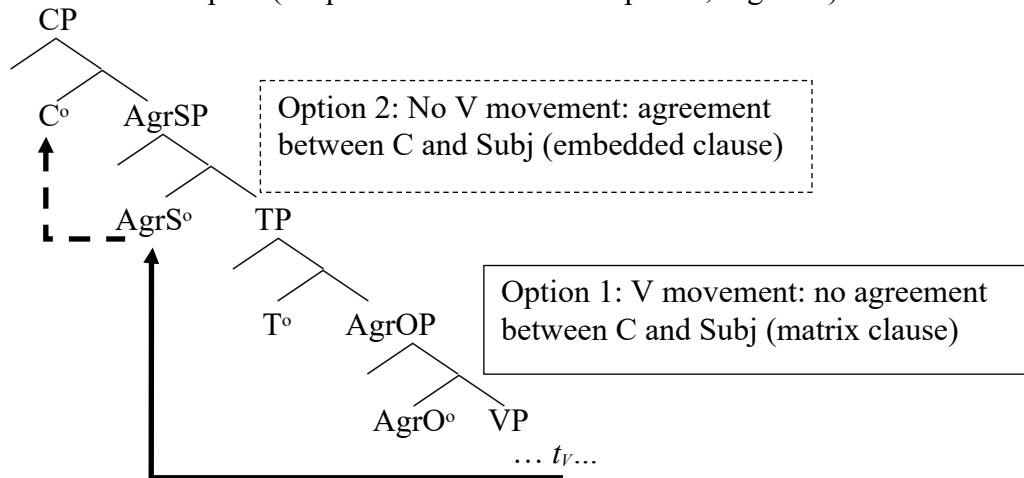 CP
Cº AgrSP
Option 2: No V movement: agreement
between C and Subj (embedded clause)
AgrSº TP
Option 1: V movement: no agreement
between C and Subj (matrix clause)
Tº AgrOP
AgrOº VP
… tV…